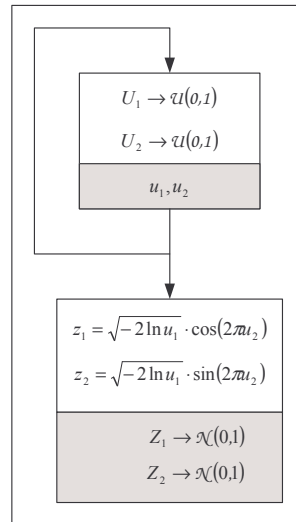 U₁ → 𝒰(0,1)
U₂ → 𝒰(0,1)
u₁, u₂
z₁ = √(−2 ln u₁) · cos(2πu₂)
z₂ = √(−2 ln u₁) · sin(2πu₂)
Z₁ → 𝒩(0,1)
Z₂ → 𝒩(0,1)